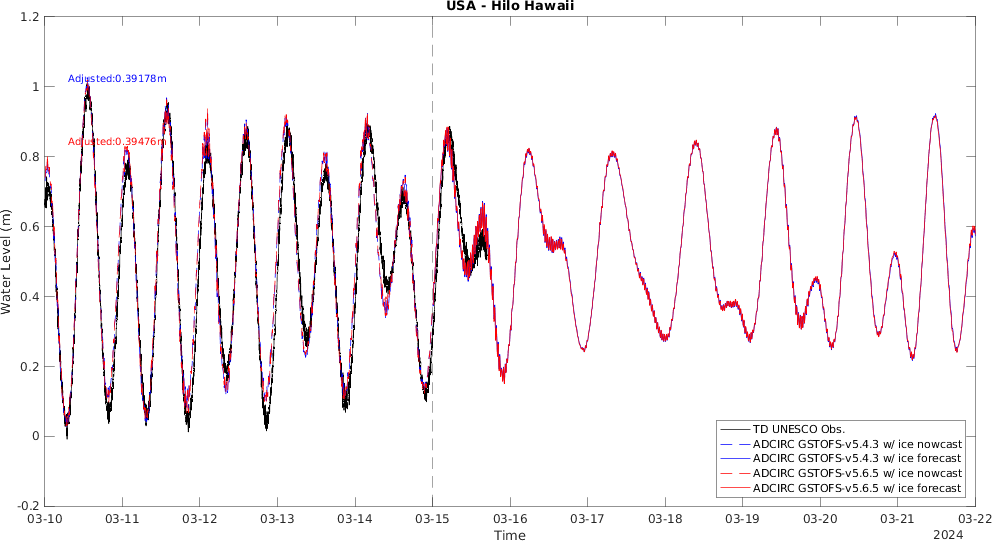 USA - Hilo Hawaii
1.2
1
0.8
0.6
0.4
0.2
0
-0.2
Water Level (m)
Adjusted:0.39178m
Adjusted:0.39476m
TD UNESCO Obs.
ADCIRC GSTOFS-v5.4.3 w/ ice nowcast
ADCIRC GSTOFS-v5.4.3 w/ ice forecast
ADCIRC GSTOFS-v5.6.5 w/ ice nowcast
ADCIRC GSTOFS-v5.6.5 w/ ice forecast
03-10 03-11 03-12 03-13 03-14 03-15 03-16 03-17 03-18 03-19 03-20 03-21 03-22
Time
2024